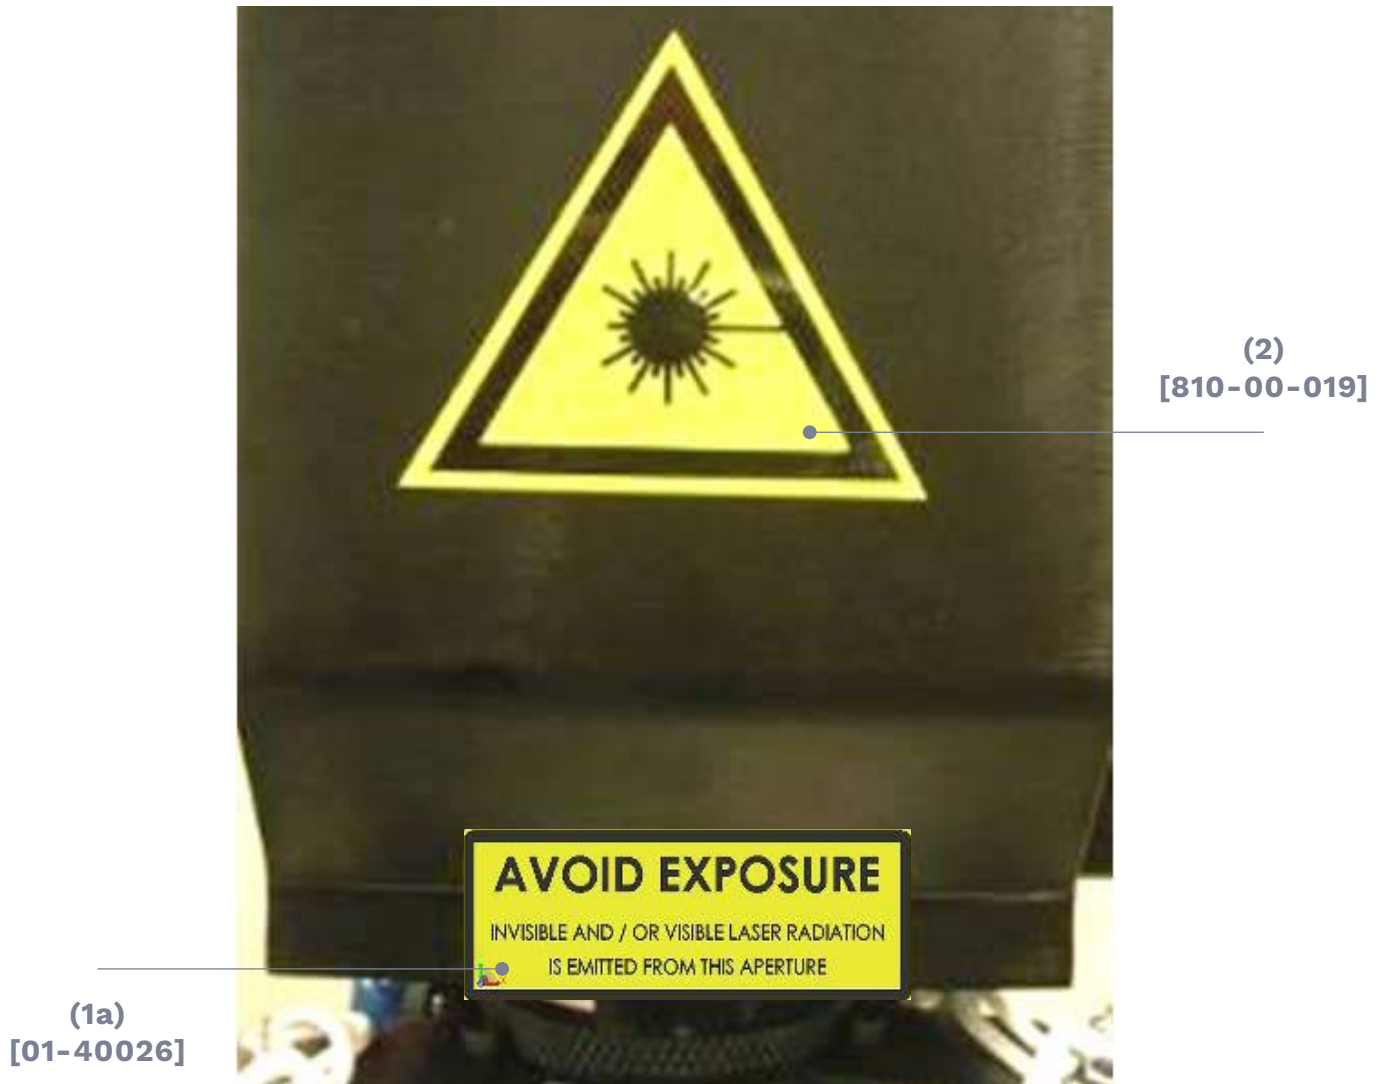 (2)
[810-00-019]
AVOID EXPOSURE
INVISIBLE AND / OR VISIBLE LASER RADIATION
IS EMITTED FROM THIS APERTURE
(1a)
[01-40026]